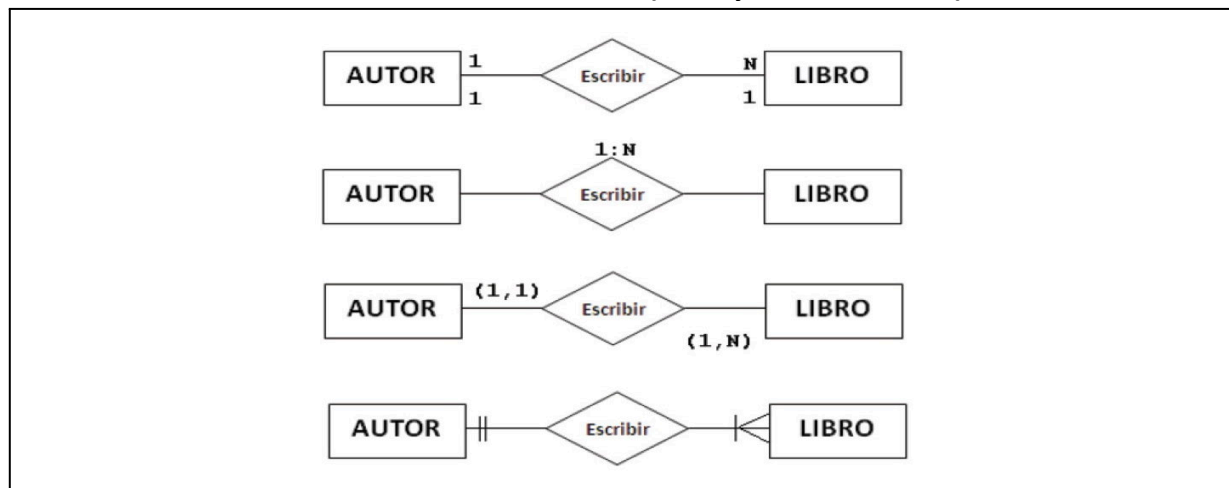 AUTOR 1 Escribir N LIBRO
1 1
1:N
AUTOR Escribir LIBRO
AUTOR (1,1) Escribir LIBRO
(1,N)
AUTOR Escribir LIBRO